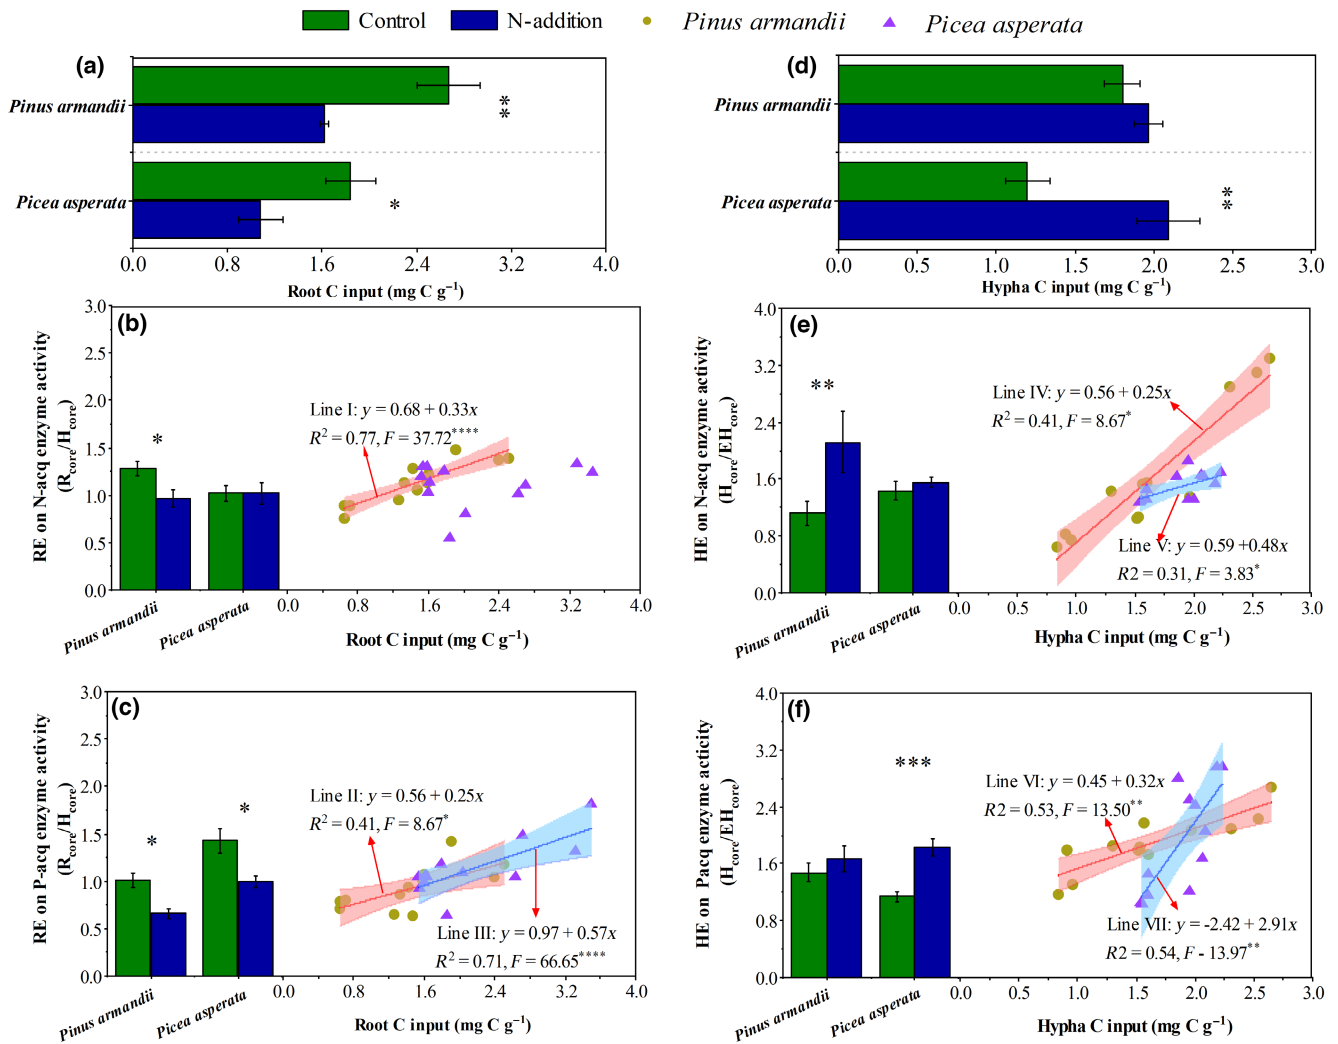 Control N-addition Pinus armandii Picea asperata
(a)
Pinus armandii
**
Picea asperata
*
0.0 0.8 1.6 2.4 3.2 4.0
Root C input (mg C g⁻¹)
(d)
Pinus armandii
Picea asperata
**
0.0 0.5 1.0 1.5 2.0 2.5 3.0
Hypha C input (mg C g⁻¹)
(b)
RE on N-acq enzyme activity
(R_core/H_core)
3.0
2.5
2.0
1.5
1.0
0.5
0.0
*
Line I: y = 0.68 + 0.33x
R² = 0.77, F = 37.72****
Pinus armandii Picea asperata
0.0 0.8 1.6 2.4 3.2 4.0
Root C input (mg C g⁻¹)
(e)
HE on N-acq enzyme activity
(H_core/EH_core)
4.0
3.2
2.4
1.6
0.8
0.0
**
Line IV: y = 0.56 + 0.25x
R² = 0.41, F = 8.67*
Line V: y = 0.59 +0.48x
R2 = 0.31, F = 3.83*
Pinus armandii Picea asperata
0.0 0.5 1.0 1.5 2.0 2.5 3.0
Hypha C input (mg C g⁻¹)
(c)
RE on P-acq enzyme activity
(R_core/H_core)
3.0
2.5
2.0
1.5
1.0
0.5
0.0
*
*
Line II: y = 0.56 + 0.25x
R² = 0.41, F = 8.67*
Line III: y = 0.97 + 0.57x
R² = 0.71, F = 66.65****
Pinus armandii Picea asperata
0.0 0.8 1.6 2.4 3.2 4.0
Root C input (mg C g⁻¹)
(f)
HE on Pacq enzyme acticity
(H_core/EH_core)
4.0
3.2
2.4
1.6
0.8
0.0
***
Line VI: y = 0.45 + 0.32x
R2 = 0.53, F = 13.50**
Line VII: y = -2.42 + 2.91x
R2 = 0.54, F - 13.97**
Pinus armandii Picea asperata
0.0 0.5 1.0 1.5 2.0 2.5 3.0
Hypha C input (mg C g⁻¹)